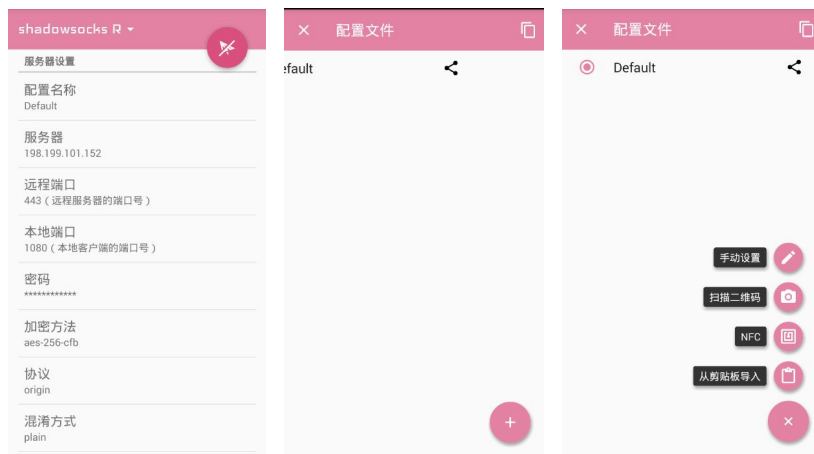 shadowsocks R
服务器设置
配置名称
Default
服务器
198.199.101.152
远程端口
443（远程服务器的端口号）
本地端口
1080（本地客户端的端口号）
密码
************
加密方法
aes-256-cfb
协议
origin
混淆方式
plain
配置文件
efault
配置文件
Default
手动设置
扫描二维码
NFC
从剪贴板导入